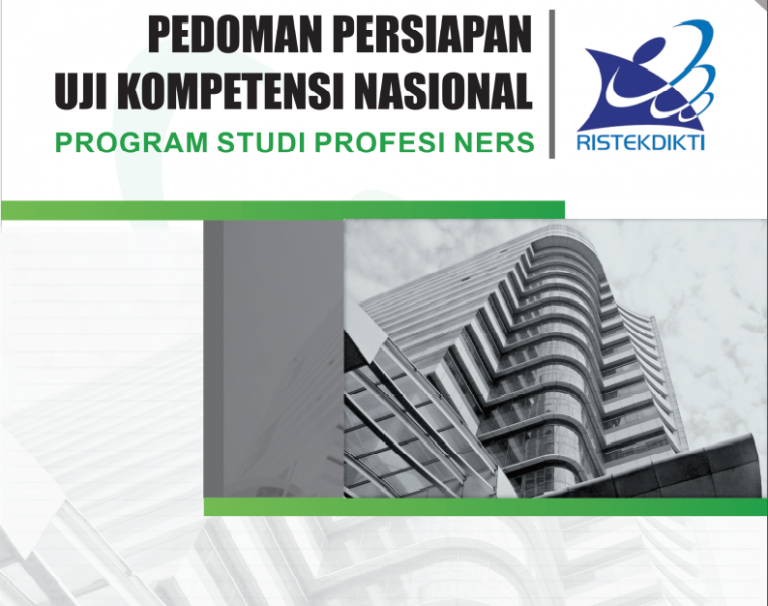 PEDOMAN PERSIAPAN
UJI KOMPETENSI NASIONAL
PROGRAM STUDI PROFESI NERS
RISTEKDIKTI